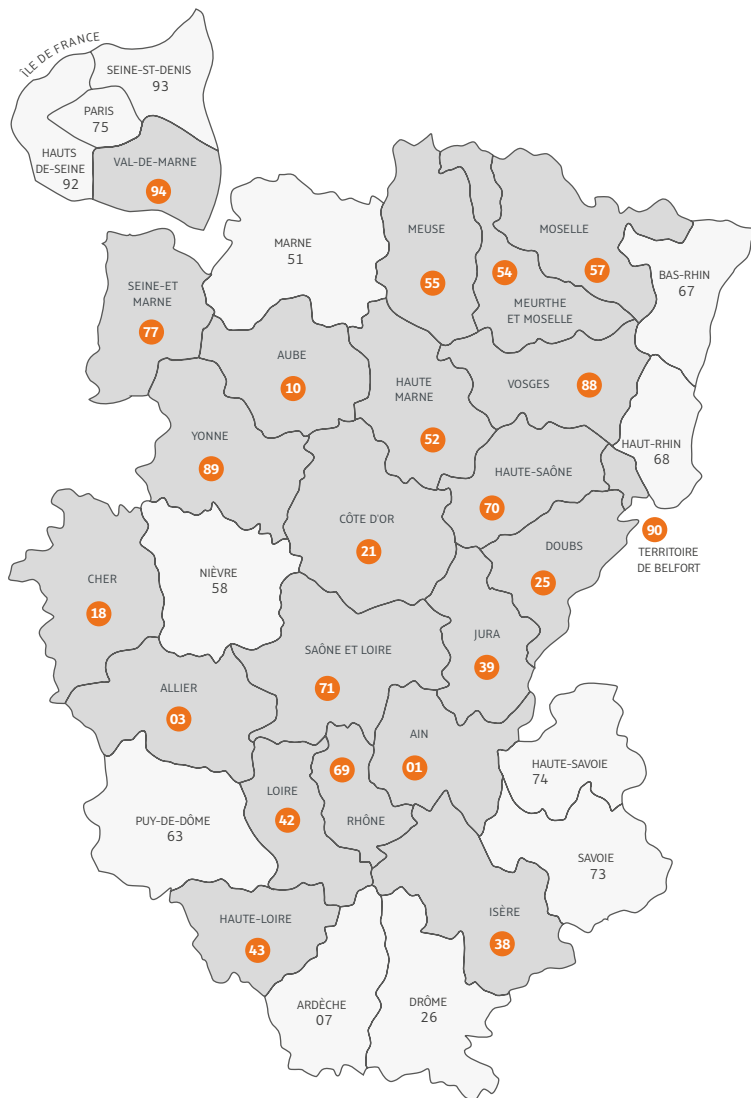 ÎLE DE FRANCE
SEINE-ST-DENIS
93
PARIS
75
HAUTS
DE-SEINE
92
VAL-DE-MARNE
94
MARNE
51
MEUSE
55
MOSELLE
57
54
MEURTHE
ET MOSELLE
BAS-RHIN
67
SEINE-ET
MARNE
77
AUBE
10
HAUTE
MARNE
52
VOSGES
88
HAUT-RHIN
68
YONNE
89
HAUTE-SAÔNE
70
CÔTE D'OR
21
90
TERRITOIRE
DE BELFORT
DOUBS
25
NIÈVRE
58
CHER
18
JURA
39
SAÔNE ET LOIRE
71
ALLIER
03
AIN
01
69
RHÔNE
LOIRE
42
HAUTE-SAVOIE
74
PUY-DE-DÔME
63
SAVOIE
73
HAUTE-LOIRE
43
ISÈRE
38
ARDÈCHE
07
DRÔME
26